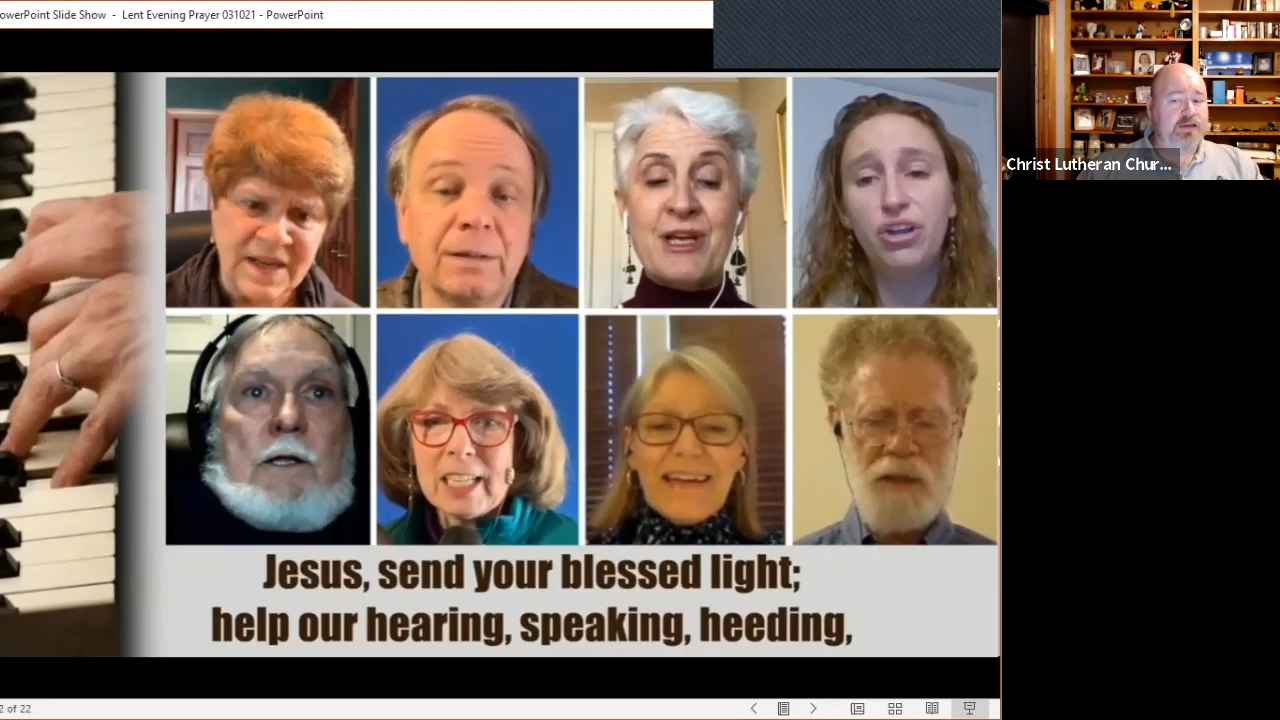 owerPoint Slide Show - Lent Evening Prayer 031021 - PowerPoint
Christ Lutheran Chur...
Jesus, send your blessed light;
help our hearing, speaking, heeding,
2 of 22